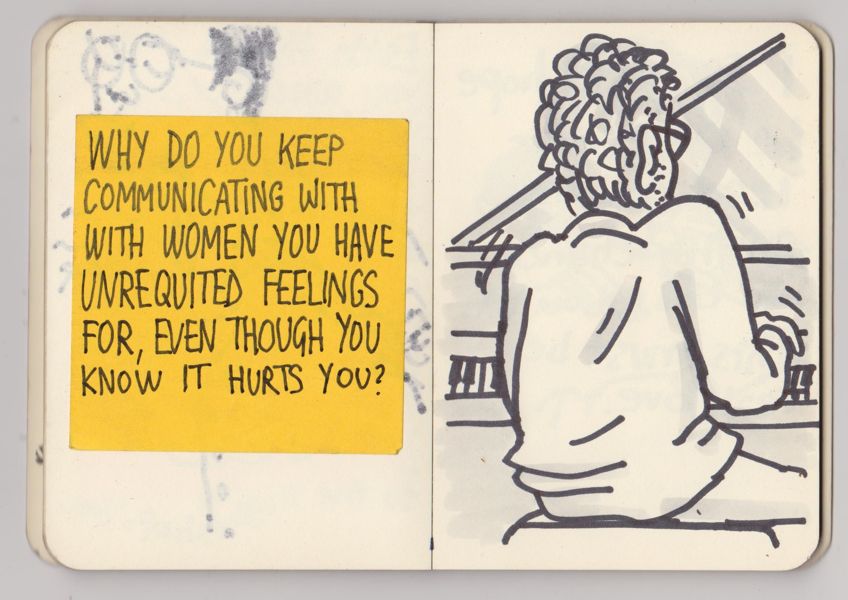 WHY DO YOU KEEP
COMMUNICATING WITH
WITH WOMEN YOU HAVE
UNREQUITED FEELINGS
FOR, EVEN THOUGH YOU
KNOW IT HURTS YOU?